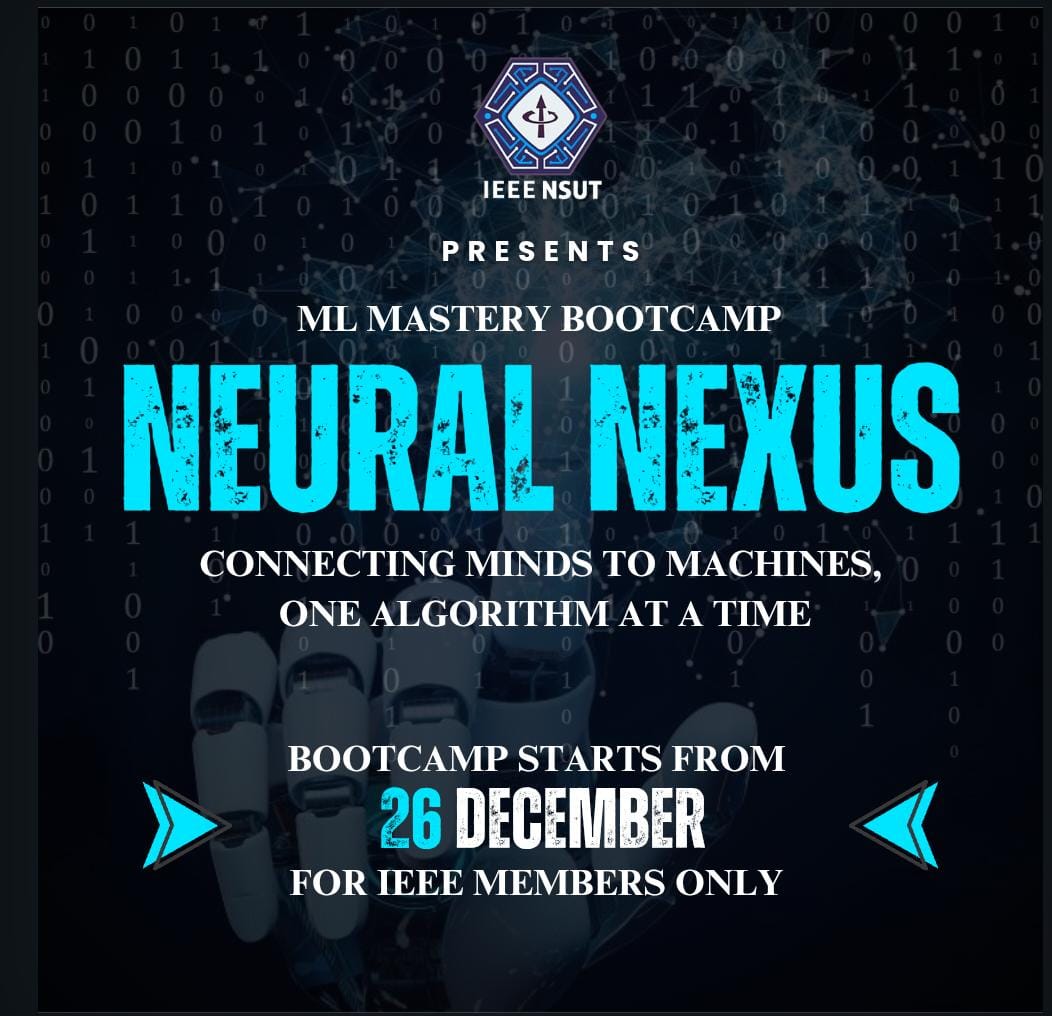 IEEE NSUT
PRESENTS
ML MASTERY BOOTCAMP
NEURAL NEXUS
CONNECTING MINDS TO MACHINES,
ONE ALGORITHM AT A TIME
BOOTCAMP STARTS FROM
26 DECEMBER
FOR IEEE MEMBERS ONLY